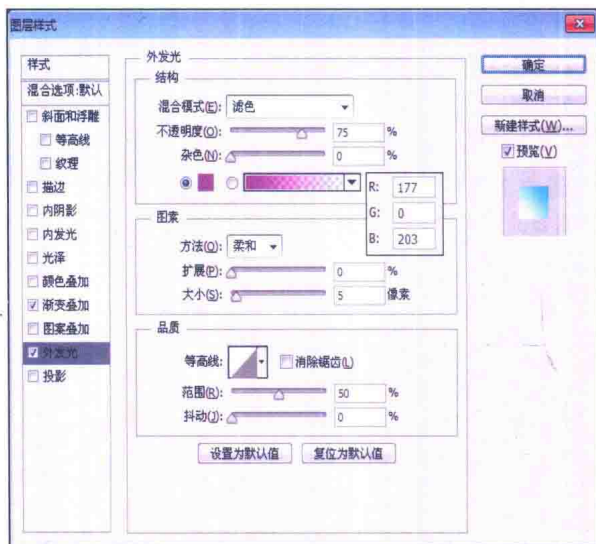 图层样式
样式
混合选项:默认
斜面和浮雕
等高线
纹理
描边
内阴影
内发光
光泽
颜色叠加
渐变叠加
图案叠加
外发光
投影
外发光
结构
混合模式(E): 滤色
不透明度(O): 75 %
杂色(N): 0 %
R: 177
G: 0
B: 203
图素
方法(Q): 柔和
扩展(P): 0 %
大小(S): 5 像素
品质
等高线: 消除锯齿(L)
范围(R): 50 %
抖动(J): 0 %
设置为默认值 复位为默认值
确定
取消
新建样式(W)...
预览(V)